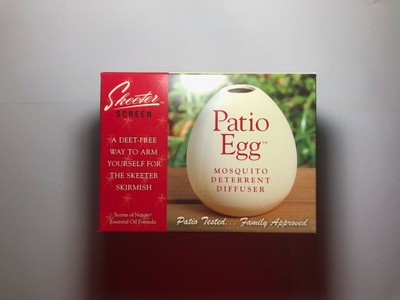 Skeeter
SCREEN
A DEET-FREE
WAY TO ARM
YOURSELF FOR
THE SKEETER
SKIRMISH
Scents of Nature
Essential Oil Formula
Patio
Egg™
MOSQUITO
DETERRENT
DIFFUSER
Patio Tested... Family Approved